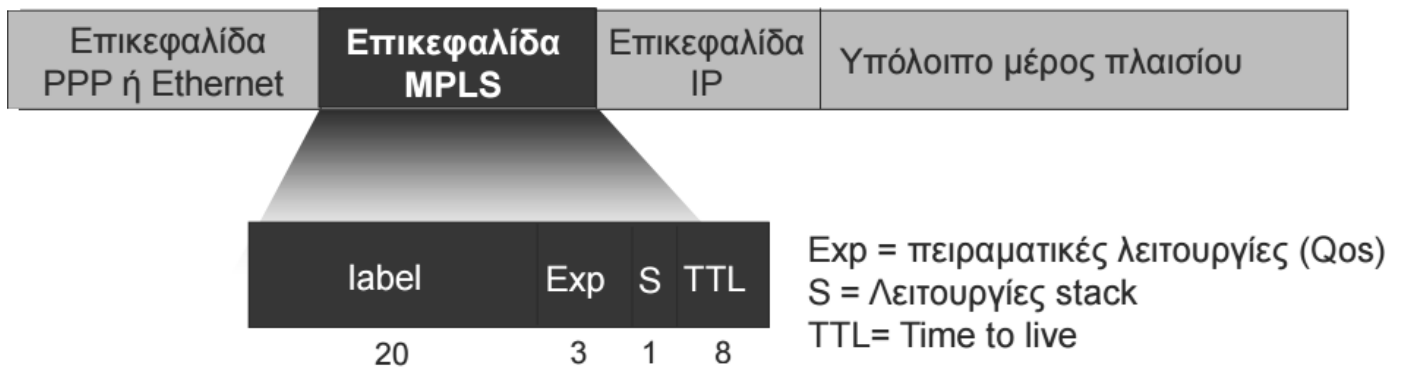 Επικεφαλίδα
PPP ή Ethernet
Επικεφαλίδα
MPLS
Επικεφαλίδα
IP
Υπόλοιπο μέρος πλαισίου
label
Exp
S
TTL
20
3
1
8
Exp = πειραματικές λειτουργίες (Qos)
S = Λειτουργίες stack
TTL= Time to live